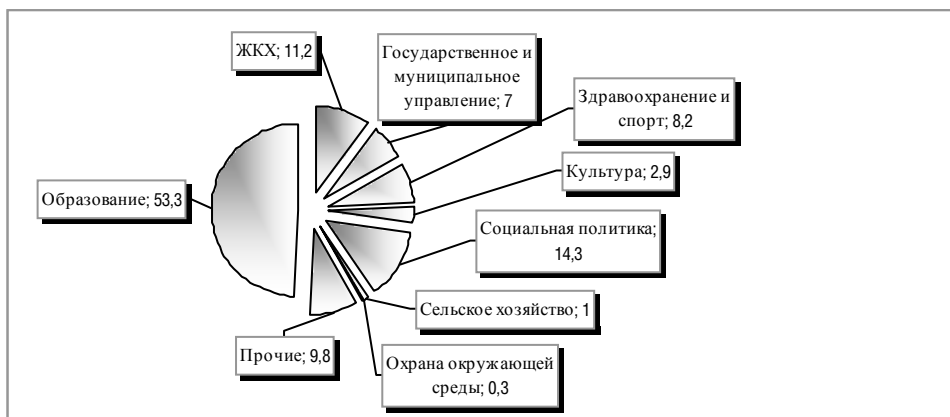 ЖКХ; 11,2
Государственное и
муниципальное
управление; 7
Здравоохранение и
спорт; 8,2
Культура; 2,9
Социальная политика;
14,3
Сельское хозяйство; 1
Охрана окружающей
среды; 0,3
Прочие; 9,8
Образование; 53,3